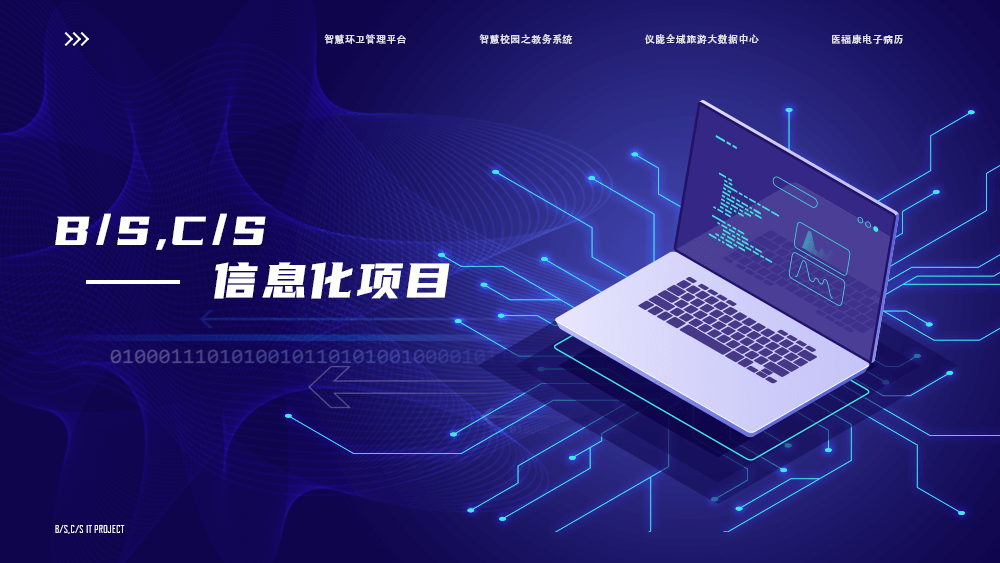 智慧环卫管理平台
智慧校园之教务系统
仪陇全域旅游大数据中心
医福康电子病历
B/S,C/S
信息化项目
B/S,C/S IT PROJECT